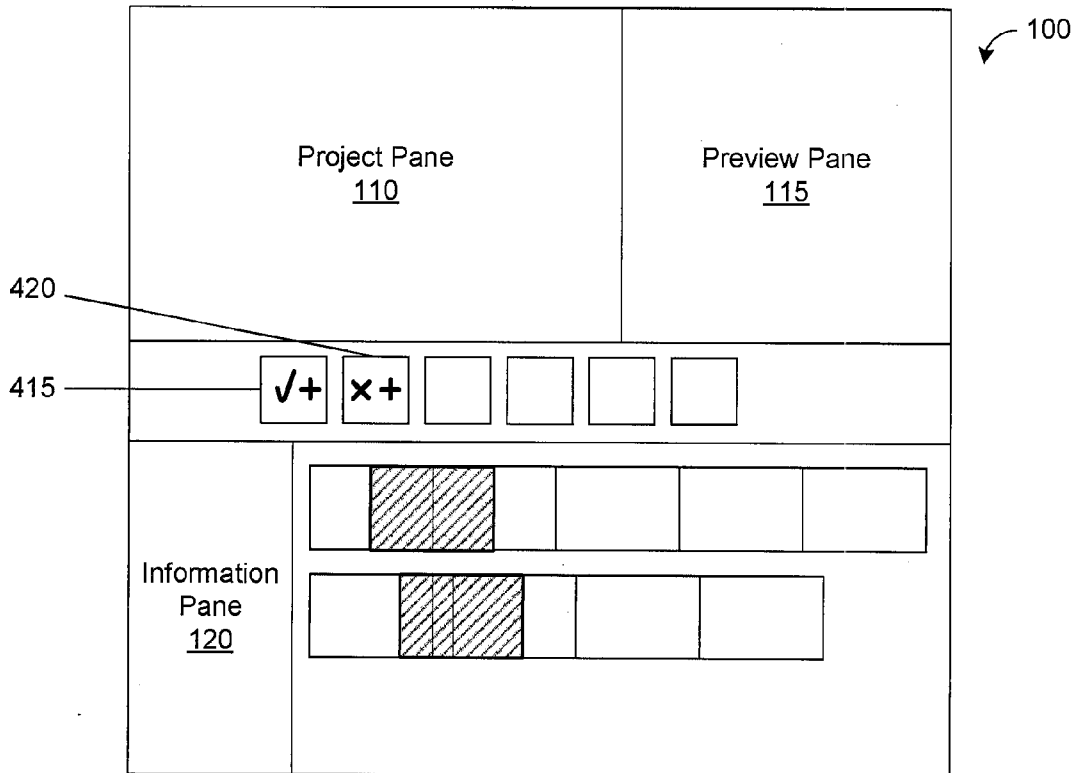 100
Project Pane
110
Preview Pane
115
420
415
√+
×+
Information
Pane
120